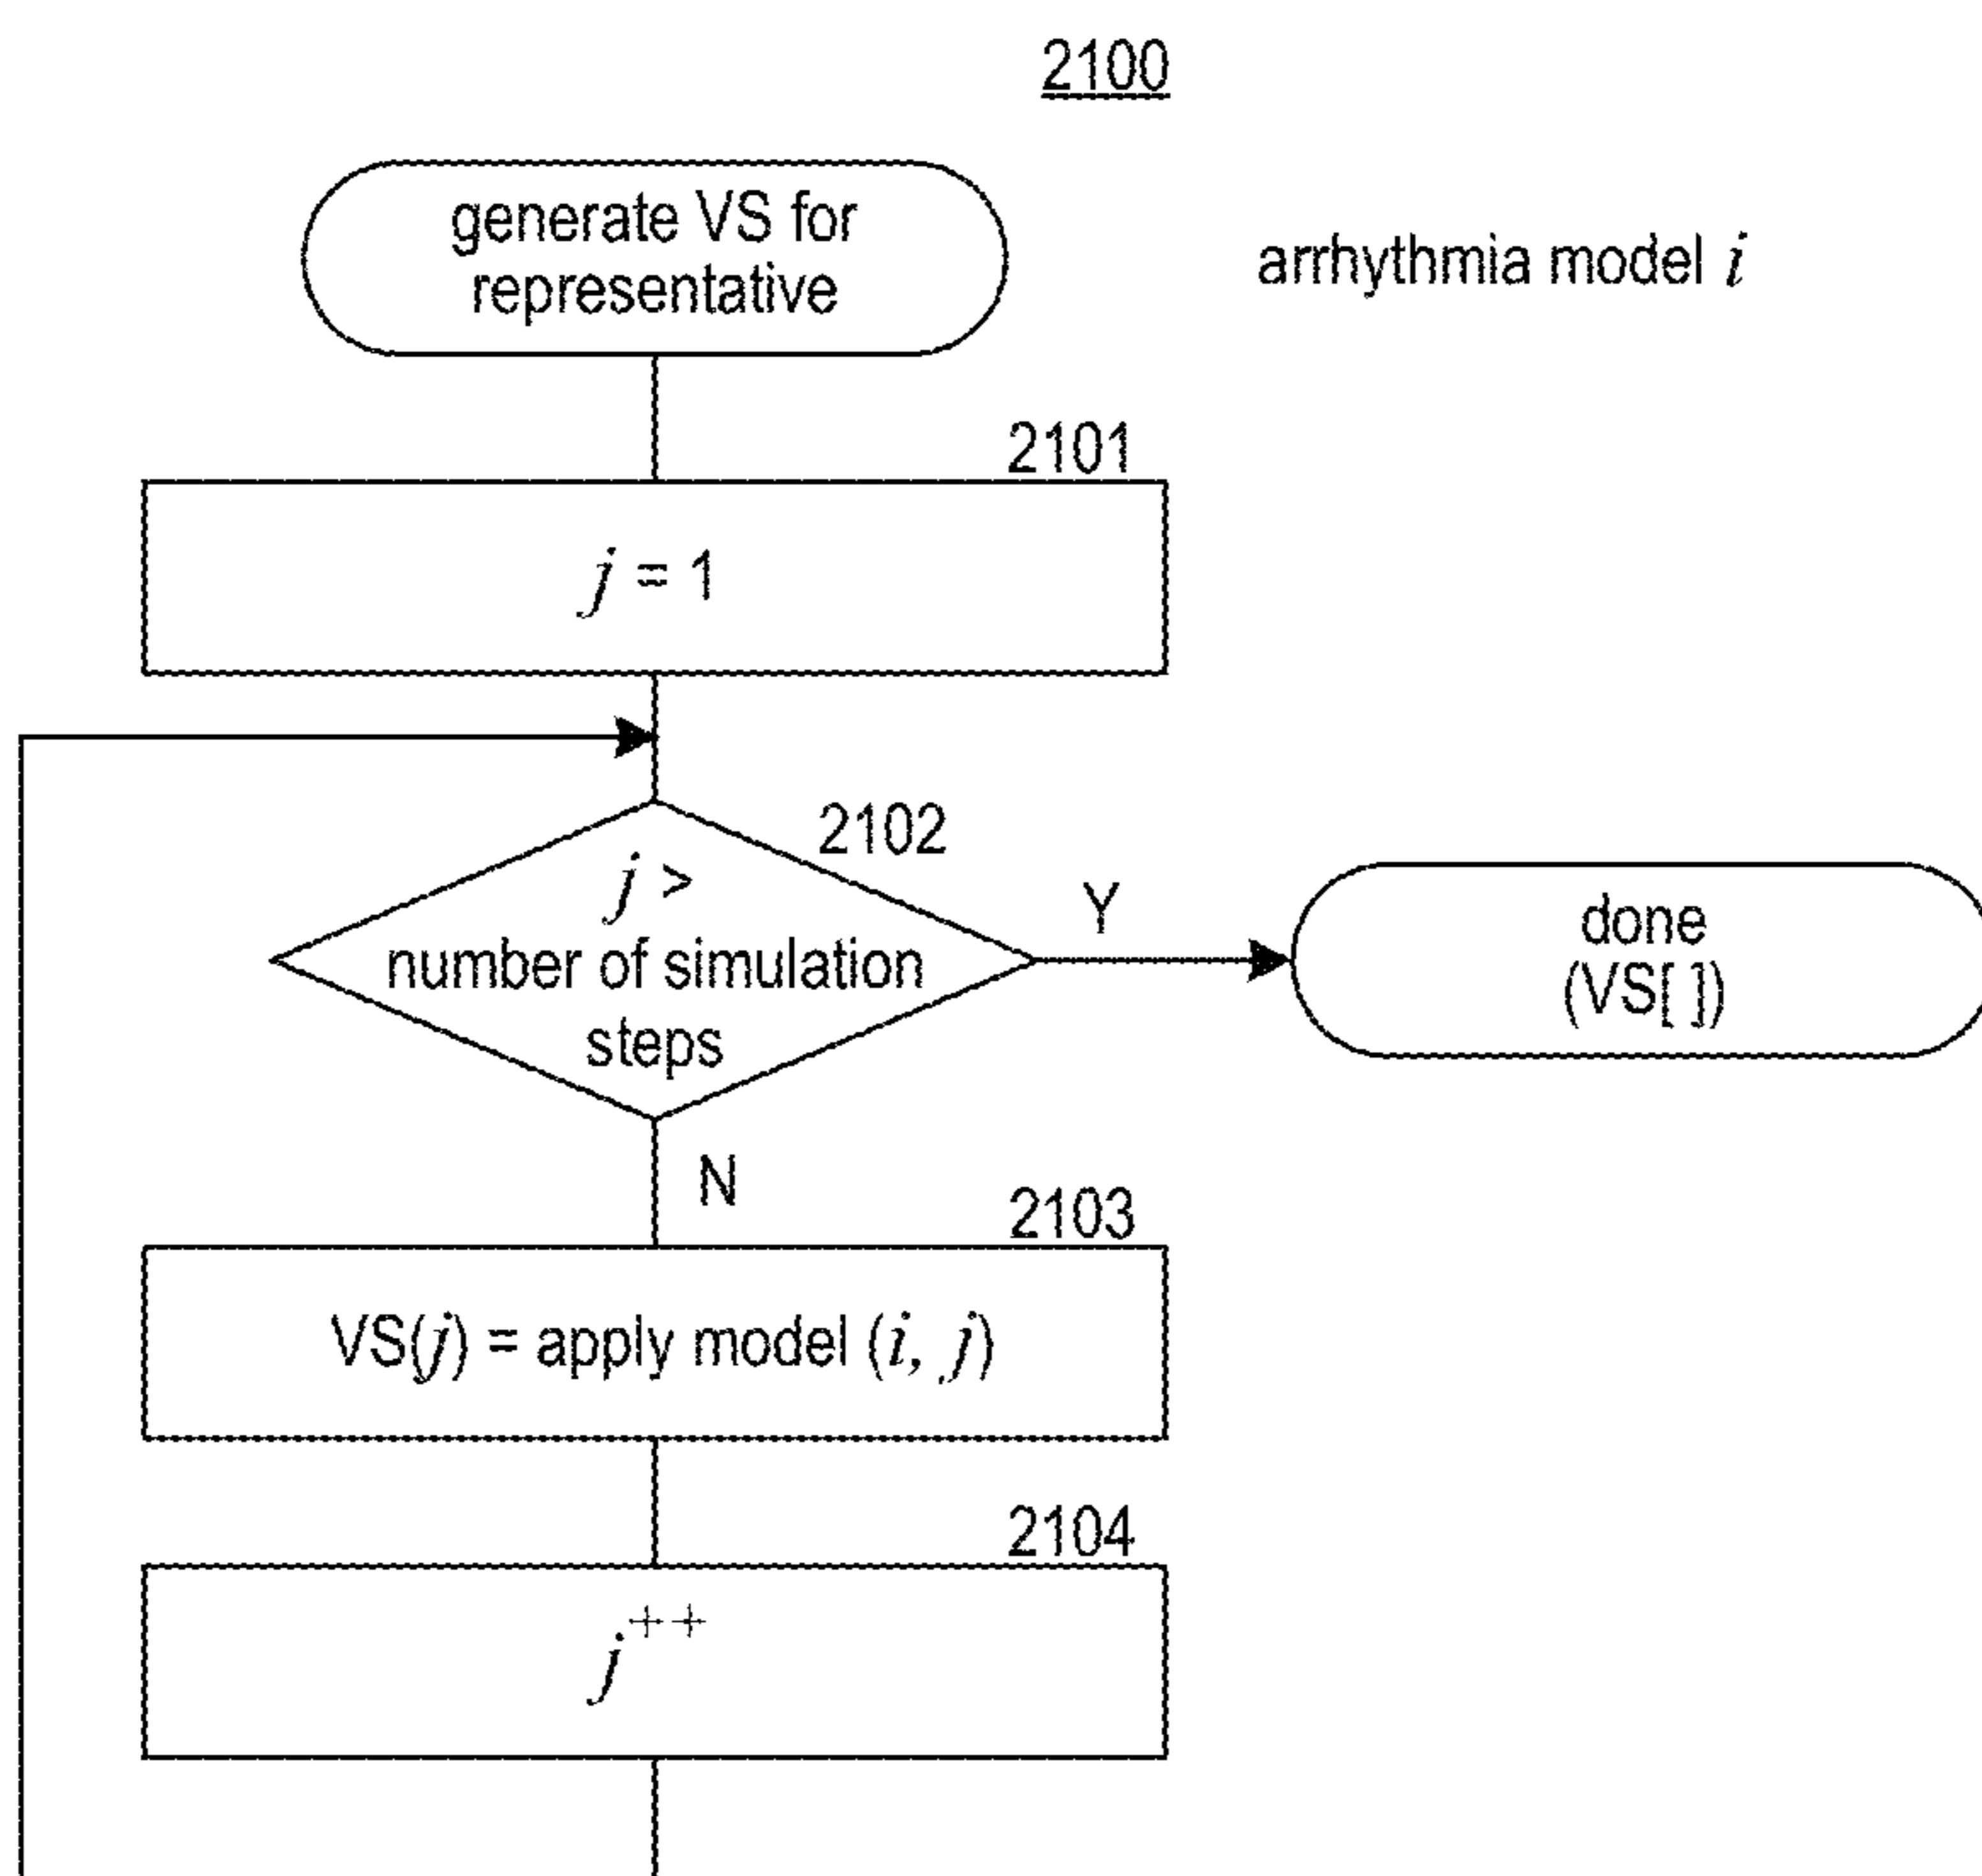 2100
generate VS for
representative
arrhythmia model i
2101
j = 1
2102
j >
number of simulation
steps
Y
done
(VS[ ])
N
2103
VS(j) = apply model (i, j)
2104
j++